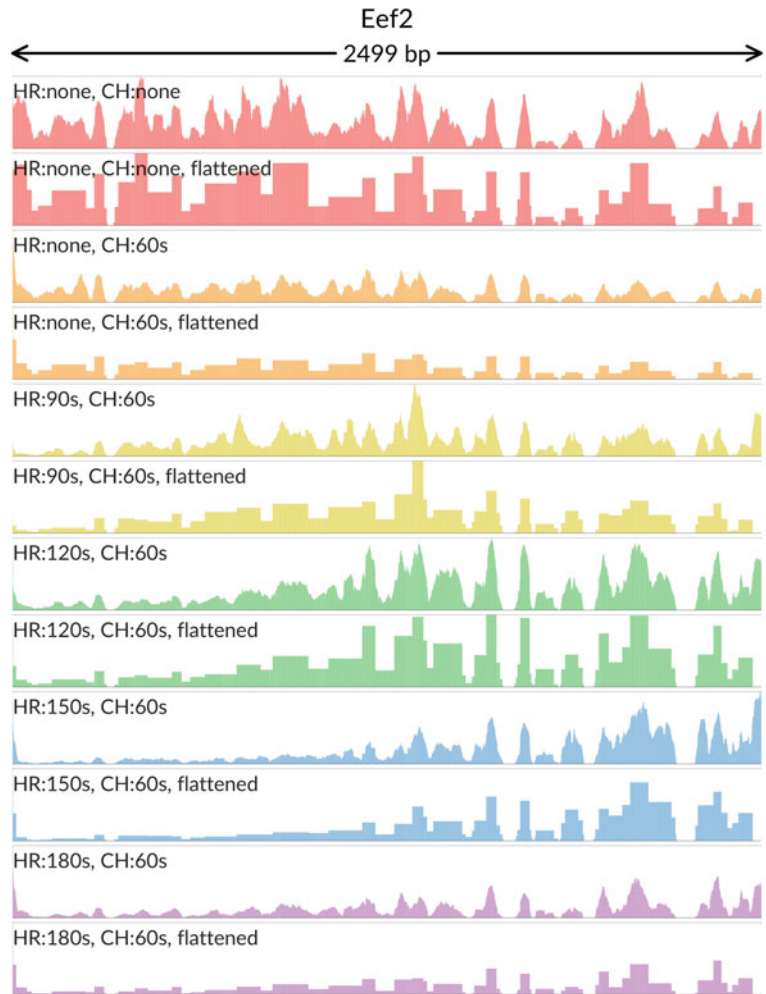 Eef2
2499 bp
HR:none, CH:none
HR:none, CH:none, flattened
HR:none, CH:60s
HR:none, CH:60s, flattened
HR:90s, CH:60s
HR:90s, CH:60s, flattened
HR:120s, CH:60s
HR:120s, CH:60s, flattened
HR:150s, CH:60s
HR:150s, CH:60s, flattened
HR:180s, CH:60s
HR:180s, CH:60s, flattened